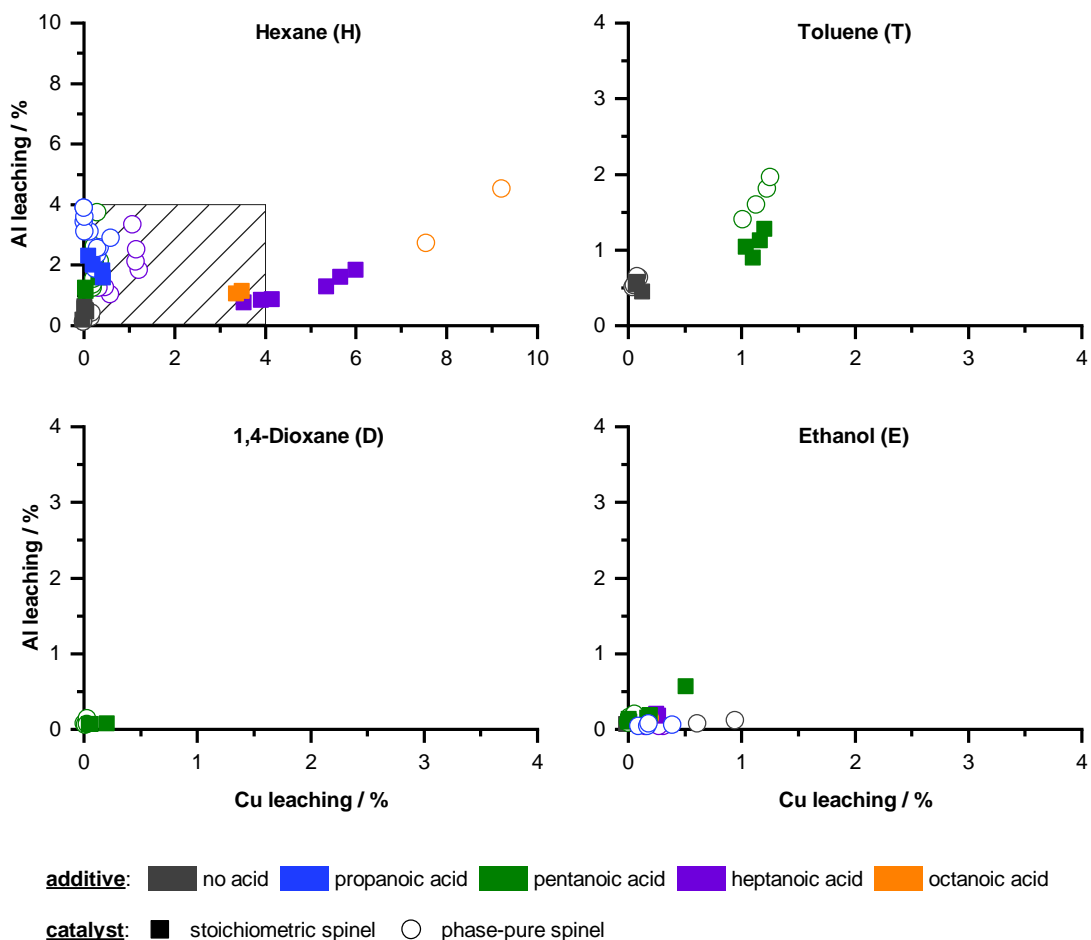 Hexane (H)
Al leaching / %
10
8
6
4
2
0
0 2 4 6 8 10
Toluene (T)
4
3
2
1
0
0 1 2 3 4
1,4-Dioxane (D)
Al leaching / %
4
3
2
1
0
0 1 2 3 4
Cu leaching / %
Ethanol (E)
4
3
2
1
0
0 1 2 3 4
Cu leaching / %
additive: no acid propanoic acid pentanoic acid heptanoic acid octanoic acid
catalyst: stoichiometric spinel phase-pure spinel